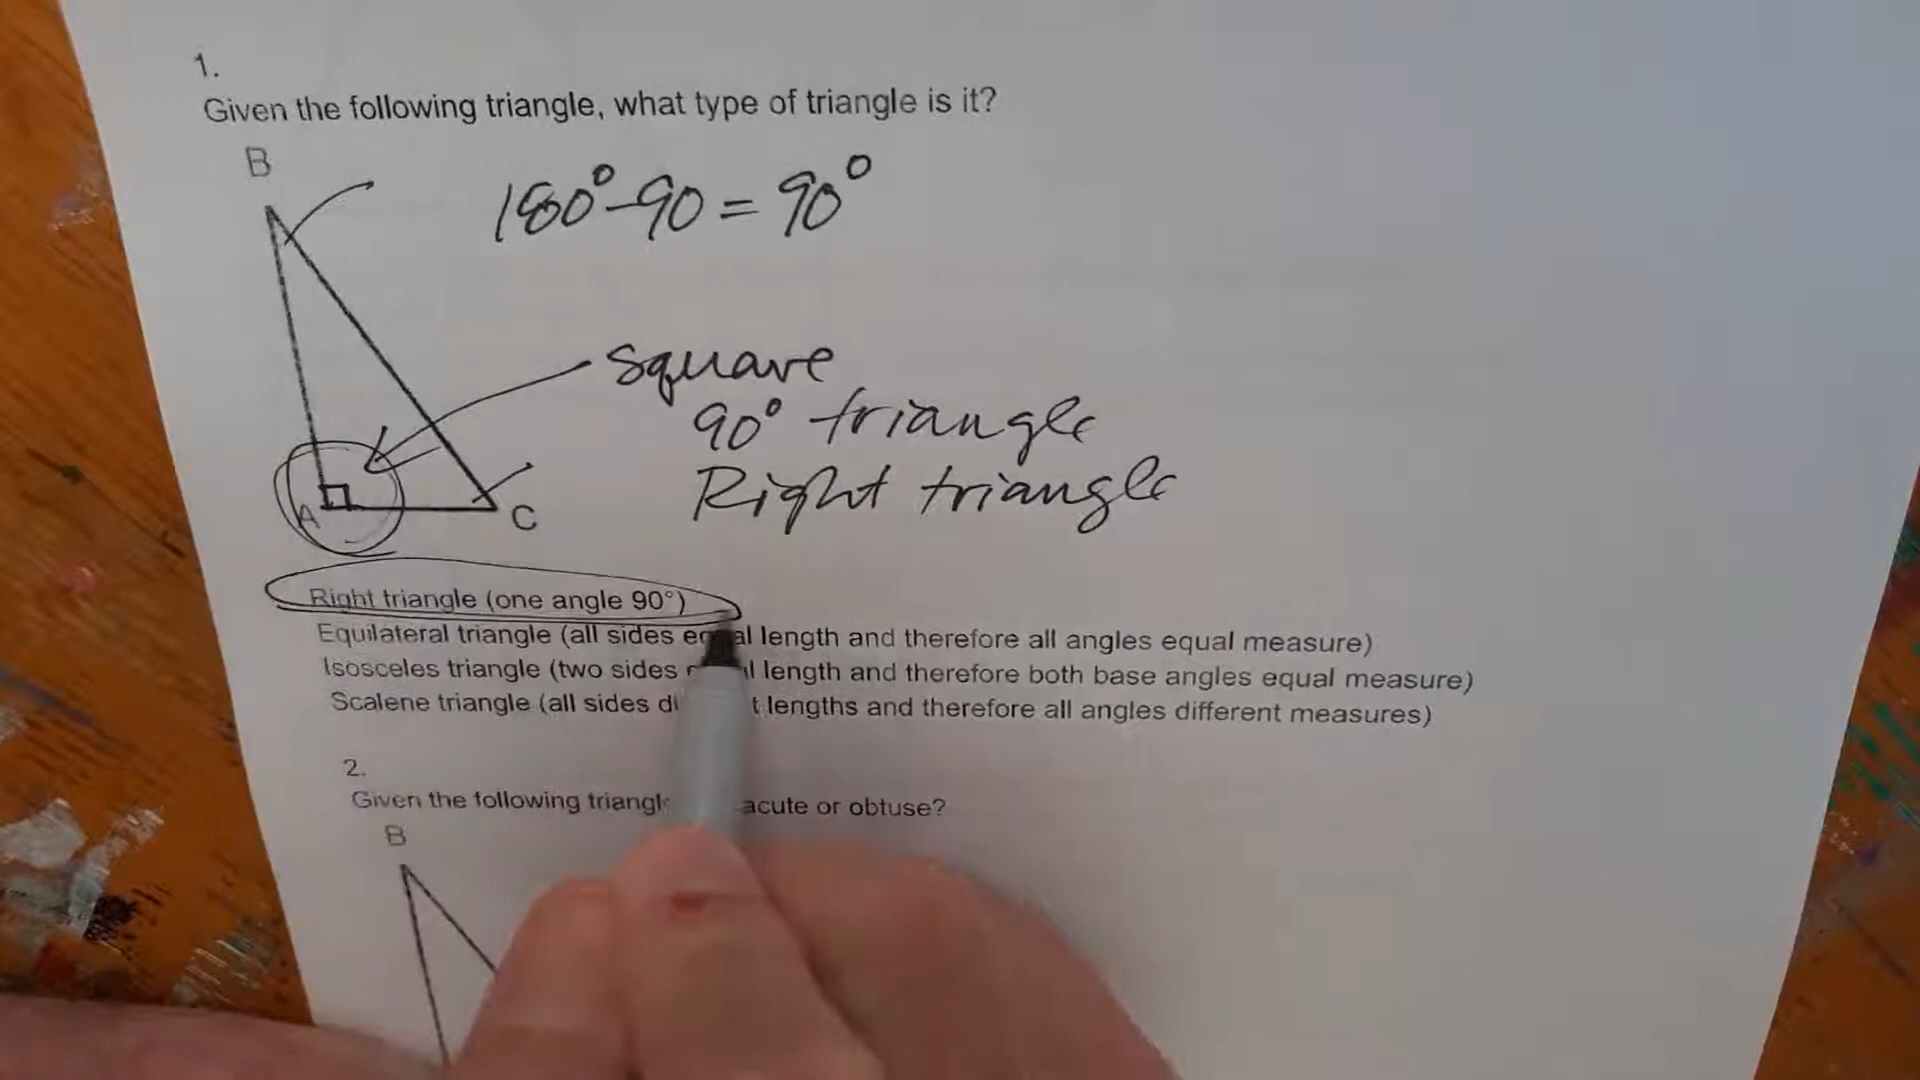 1.
Given the following triangle, what type of triangle is it?
B
180° - 90 = 90°
square
90° triangle
Right triangle
A
C
Right triangle (one angle 90°)
Equilateral triangle (all sides length and therefore all angles equal measure)
Isosceles triangle (two sides length and therefore both base angles equal measure)
Scalene triangle (all sides lengths and therefore all angles different measures)
2.
Given the following acute or obtuse?
B